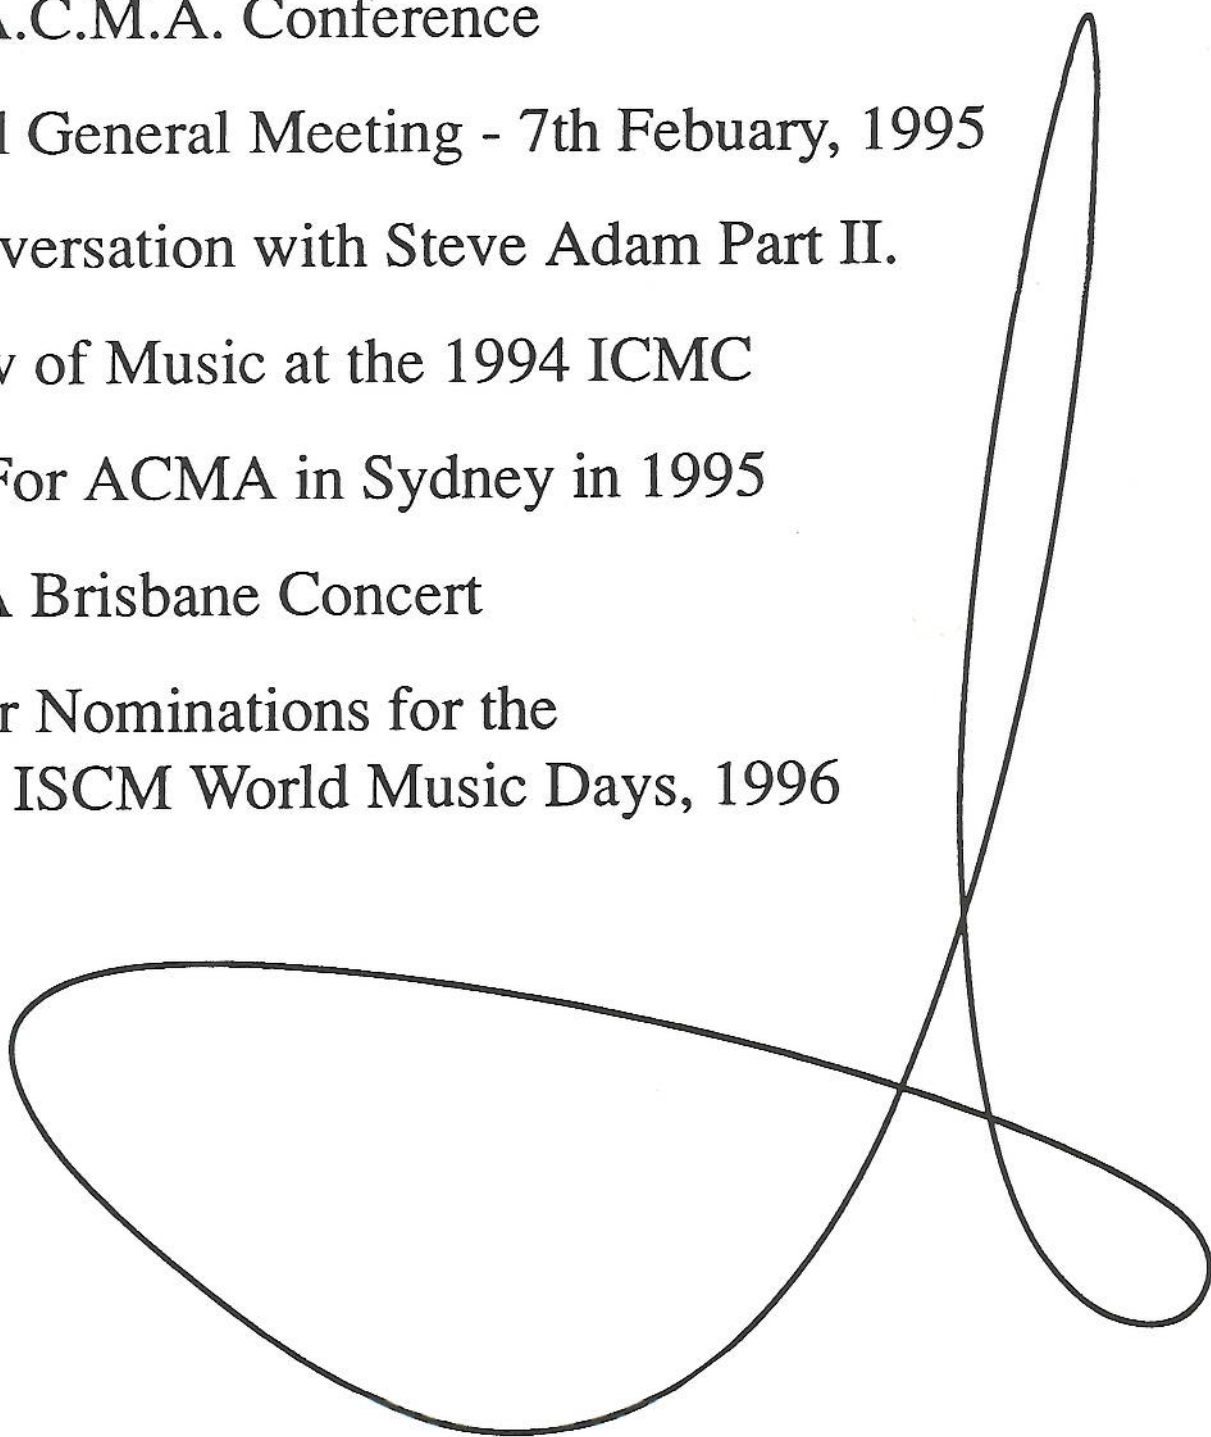 A.C.M.A. Conference
General Meeting - 7th Febuary, 1995
with Steve Adam Part II.
of Music at the 1994 ICMC
For ACMA in Sydney in 1995
Brisbane Concert
Nominations for the
ISCM World Music Days, 1996